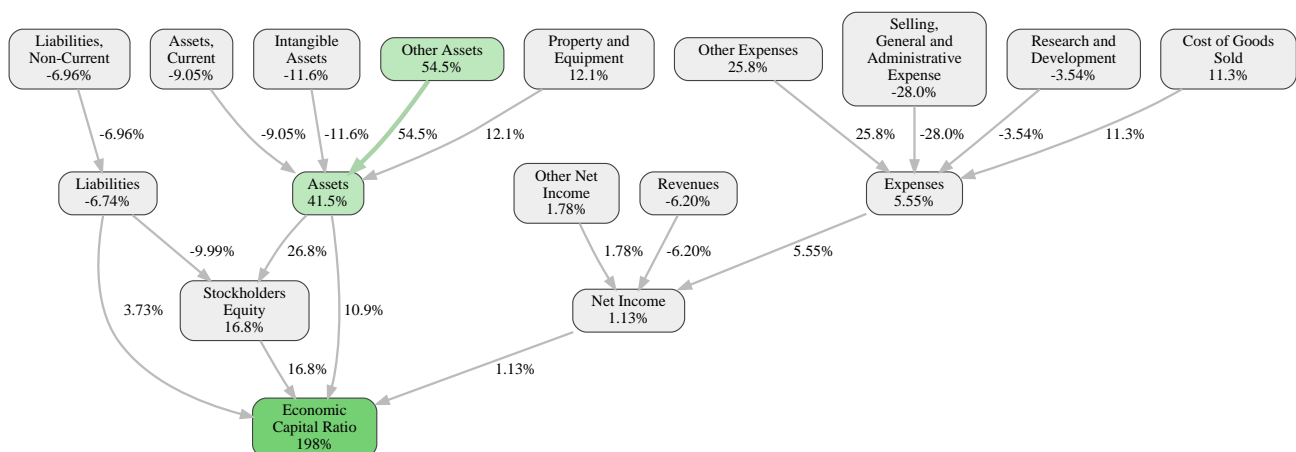 Liabilities,
Non-Current
-6.96%
Assets,
Current
-9.05%
Intangible
Assets
-11.6%
Other Assets
54.5%
Property and
Equipment
12.1%
Other Expenses
25.8%
Selling,
General and
Administrative
Expense
-28.0%
Research and
Development
-3.54%
Cost of Goods
Sold
11.3%
-6.96%
-9.05%
-11.6%
54.5%
12.1%
25.8%
-28.0%
-3.54%
11.3%
Liabilities
-6.74%
Assets
41.5%
Other Net
Income
1.78%
Revenues
-6.20%
Expenses
5.55%
-9.99%
26.8%
1.78%
-6.20%
5.55%
Stockholders
Equity
16.8%
Net Income
1.13%
3.73%
10.9%
16.8%
1.13%
Economic
Capital Ratio
198%